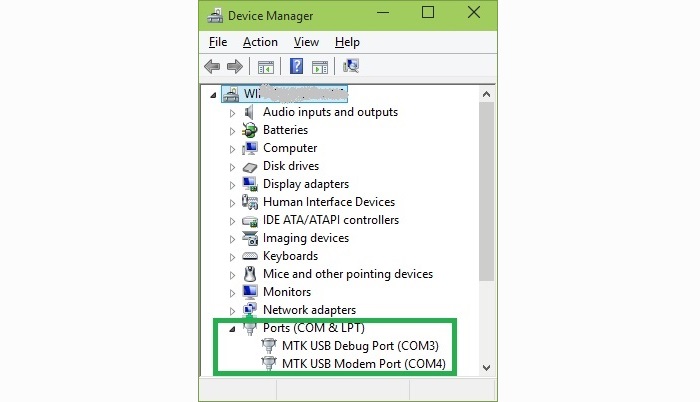 Device Manager
File Action View Help
Audio inputs and outputs
Batteries
Computer
Disk drives
Display adapters
Human Interface Devices
IDE ATA/ATAPI controllers
Imaging devices
Keyboards
Mice and other pointing devices
Monitors
Network adapters
Ports (COM & LPT)
MTK USB Debug Port (COM3)
MTK USB Modem Port (COM4)